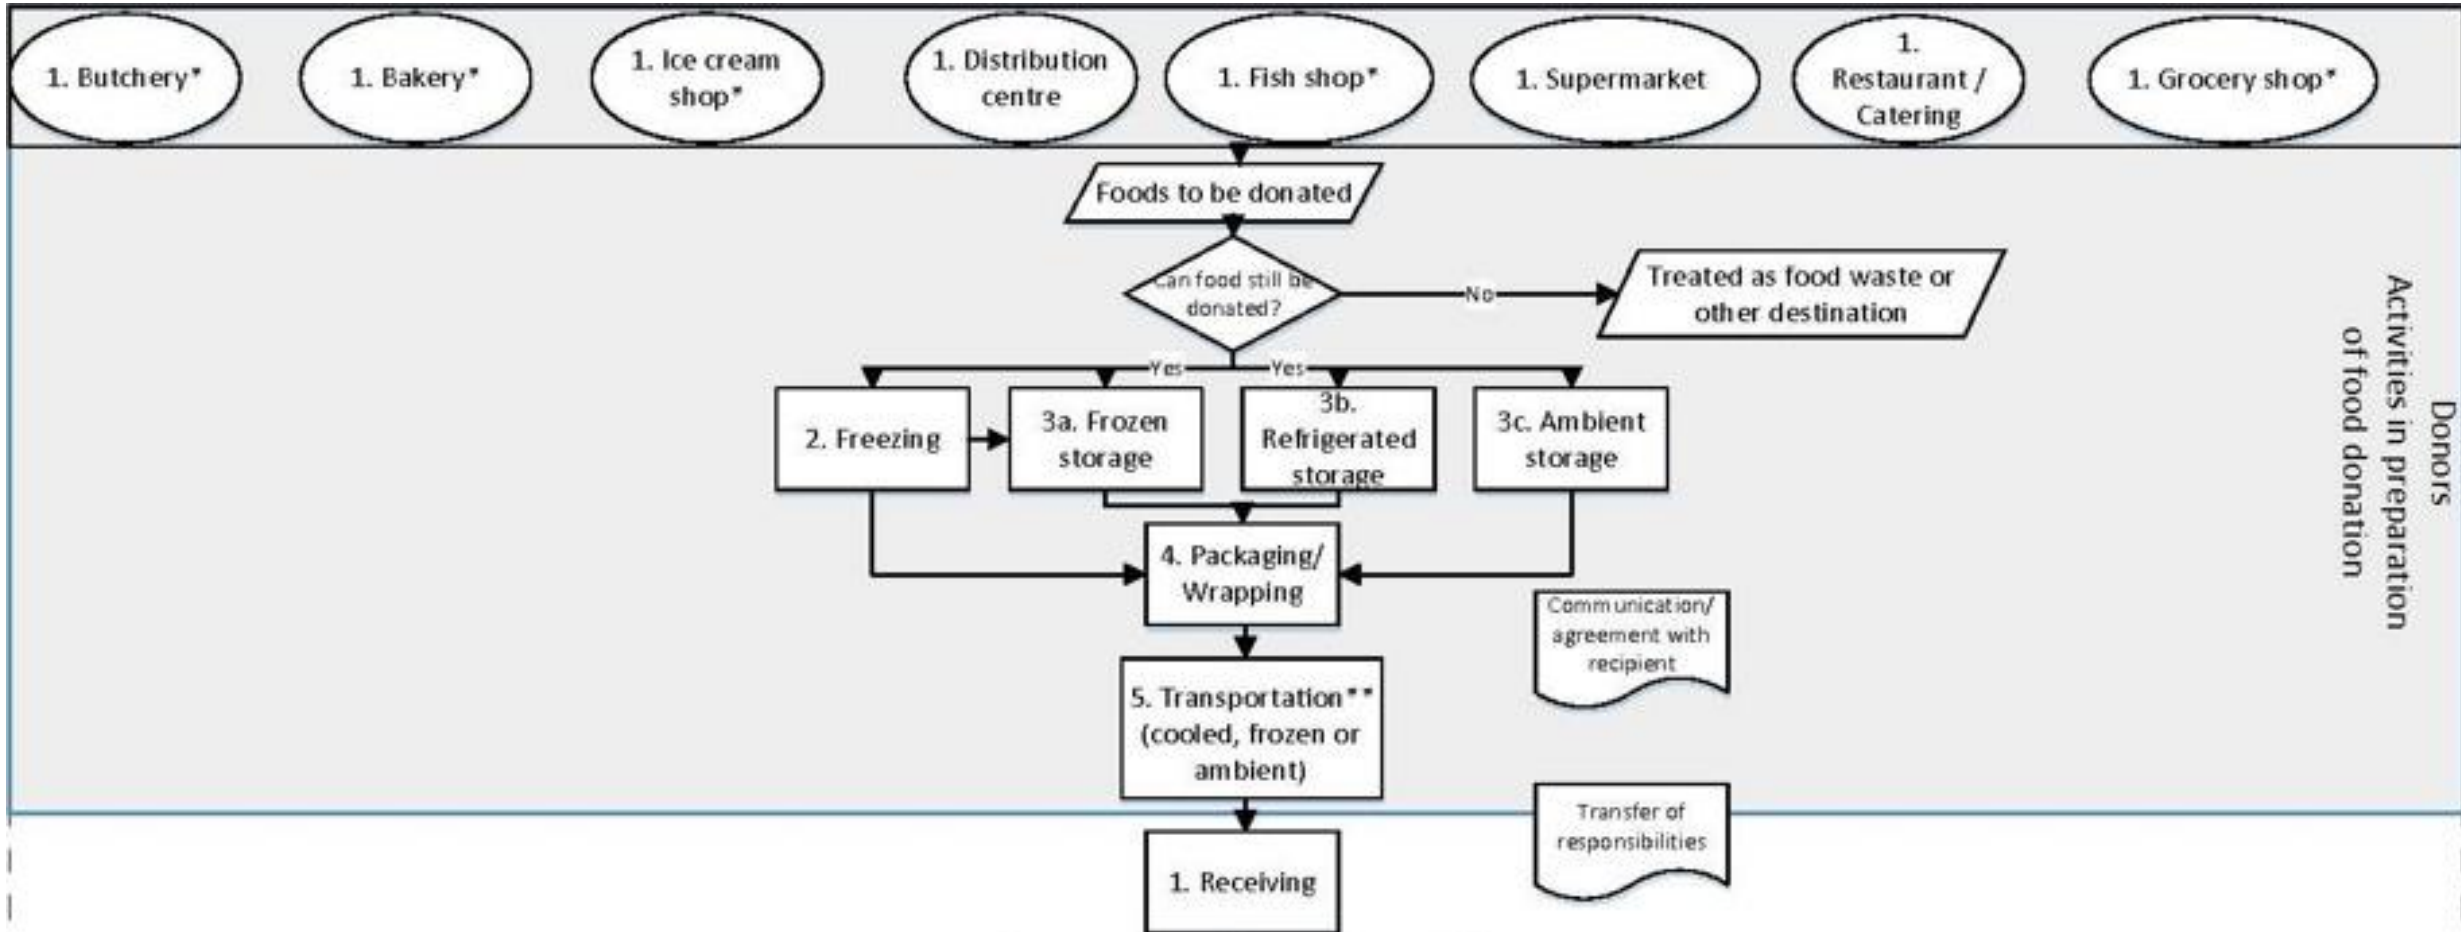 1. Butchery*
1. Bakery*
1. Ice cream
shop*
1. Distribution
centre
1. Fish shop*
1. Supermarket
1.
Restaurant /
Catering
1. Grocery shop*
Foods to be donated
Can food still be
donated?
No
Treated as food waste or
other destination
Yes
Yes
2. Freezing
3a. Frozen
storage
3b.
Refrigerated
storage
3c. Ambient
storage
4. Packaging/
Wrapping
Communication/
agreement with
recipient
5. Transportation**
(cooled, frozen or
ambient)
Transfer of
responsibilities
1. Receiving
Donors
Activities in preparation
of food donation